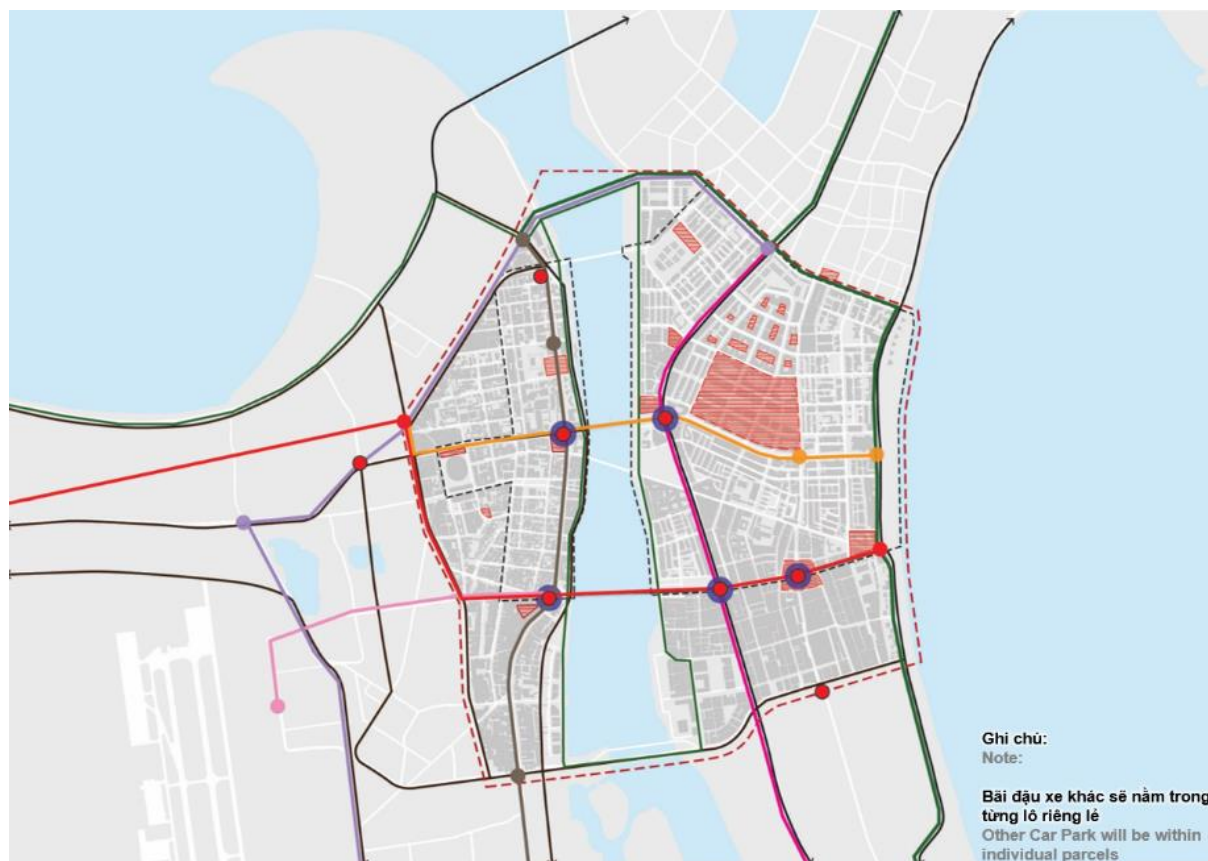 Ghi chú:
Note:
Bãi đậu xe khác sẽ nằm trong
từng lô riêng lẻ
Other Car Park will be within
individual parcels